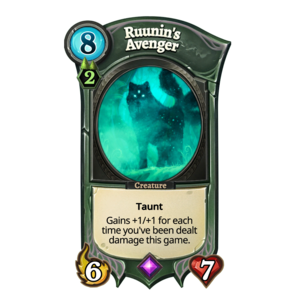 8
Ruunin's
Avenger
2
Creature
Taunt
Gains +1/+1 for each
time you've been dealt
damage this game.
6
7